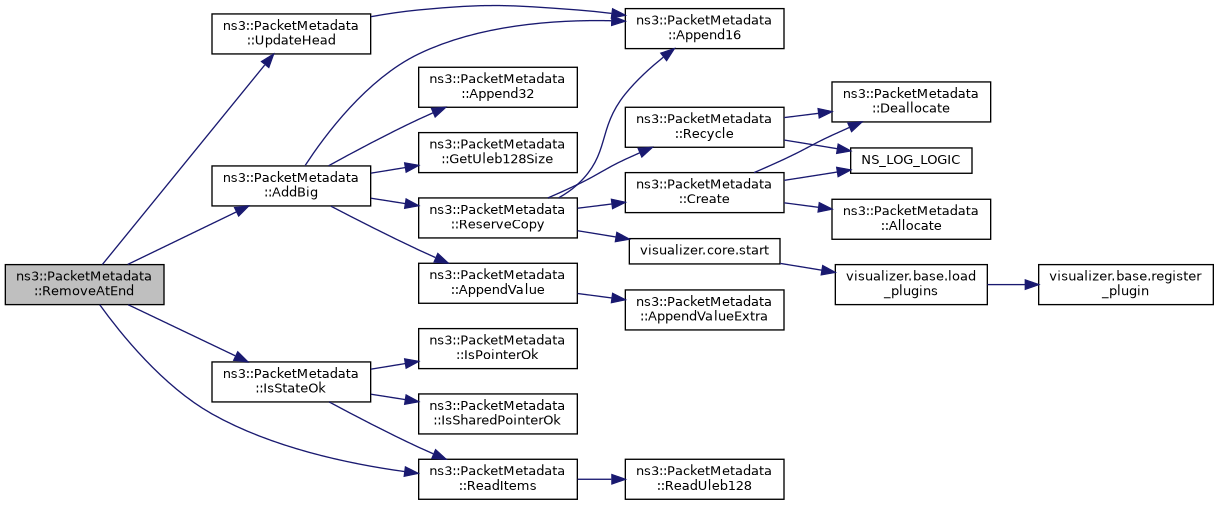 ns3::PacketMetadata
::RemoveAtEnd
ns3::PacketMetadata
::UpdateHead
ns3::PacketMetadata
::AddBig
ns3::PacketMetadata
::IsStateOk
ns3::PacketMetadata
::Append32
ns3::PacketMetadata
::GetUleb128Size
ns3::PacketMetadata
::ReserveCopy
ns3::PacketMetadata
::AppendValue
ns3::PacketMetadata
::IsPointerOk
ns3::PacketMetadata
::IsSharedPointerOk
ns3::PacketMetadata
::ReadItems
ns3::PacketMetadata
::Append16
ns3::PacketMetadata
::Recycle
ns3::PacketMetadata
::Create
visualizer.core.start
ns3::PacketMetadata
::AppendValueExtra
ns3::PacketMetadata
::ReadUleb128
ns3::PacketMetadata
::Deallocate
NS_LOG_LOGIC
ns3::PacketMetadata
::Allocate
visualizer.base.load
_plugins
visualizer.base.register
_plugin